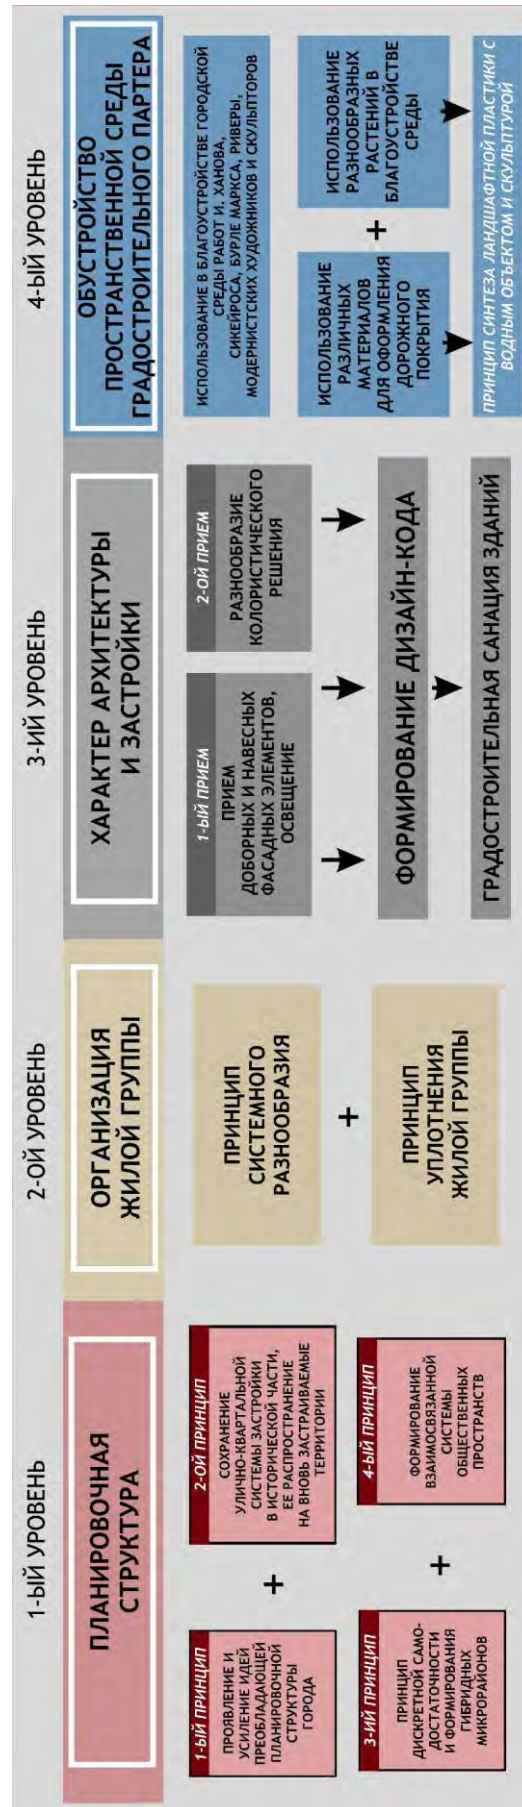 1-ЫЙ УРОВЕНЬ
ПЛАНИРОВОЧНАЯ
СТРУКТУРА
1-ЫЙ ПРИНЦИП
ПРОЯВЛЕНИЕ И
УСИЛЕНИЕ ИДЕЙ
ПРЕОБЛАДАЮЩЕЙ
ПЛАНИРОВОЧНОЙ
СТРУКТУРЫ
ГОРОДА
+
2-ОЙ ПРИНЦИП
СОХРАНЕНИЕ
УЛИЧНО-КВАРТАЛЬНОЙ
СИСТЕМЫ ЗАСТРОЙКИ
В ИСТОРИЧЕСКОЙ ЧАСТИ,
ЕЕ РАСПРОСТРАНЕНИЕ
НА ВНОВЬ ЗАСТРАИВАЕМЫЕ
ТЕРРИТОРИИ
3-ИЙ ПРИНЦИП
ПРИНЦИП
ДИСКРЕТНОЙ САМО-
ДОСТАТОЧНОСТИ
И ФОРМИРОВАНИЯ
ГИБРИДНЫХ
МИКРОРАЙОНОВ
+
4-ЫЙ ПРИНЦИП
ФОРМИРОВАНИЕ
ВЗАИМОСВЯЗАННОЙ
СИСТЕМЫ
ОБЩЕСТВЕННЫХ
ПРОСТРАНСТВ
2-ОЙ УРОВЕНЬ
ОРГАНИЗАЦИЯ
ЖИЛОЙ ГРУППЫ
ПРИНЦИП
СИСТЕМНОГО
РАЗНООБРАЗИЯ
+
ПРИНЦИП
УПЛОТНЕНИЯ
ЖИЛОЙ ГРУППЫ
3-ИЙ УРОВЕНЬ
ХАРАКТЕР АРХИТЕКТУРЫ
И ЗАСТРОЙКИ
1-ЫЙ ПРИЕМ
ПРИЕМ
ДОБОРНЫХ И НАВЕСНЫХ
ФАСАДНЫХ ЭЛЕМЕНТОВ,
ОСВЕЩЕНИЕ
2-ОЙ ПРИЕМ
РАЗНООБРАЗИЕ
КОЛОРИСТИЧЕСКОГО
РЕШЕНИЯ
ФОРМИРОВАНИЕ ДИЗАЙН-КОДА
ГРАДОСТРОИТЕЛЬНАЯ САНАЦИЯ ЗДАНИЙ
4-ЫЙ УРОВЕНЬ
ОБУСТРОЙСТВО
ПРОСТРАНСТВЕННОЙ СРЕДЫ
ГРАДОСТРОИТЕЛЬНОГО ПАРТЕРА
ИСПОЛЬЗОВАНИЕ В БЛАГОУСТРОЙСТВЕ ГОРОДСКОЙ
СРЕДЫ РАБОТ И. ХАНОВА,
СИКЕЙРОСА, БУРЛЕ МАРКСА, РИВЕРЫ,
МОДЕРНИСТСКИХ ХУДОЖНИКОВ И СКУЛЬПТОРОВ
ИСПОЛЬЗОВАНИЕ
РАЗЛИЧНЫХ
МАТЕРИАЛОВ
ДЛЯ ОФОРМЛЕНИЯ
ДОРОЖНОГО
ПОКРЫТИЯ
+
ИСПОЛЬЗОВАНИЕ
РАЗНООБРАЗНЫХ
РАСТЕНИЙ В
БЛАГОУСТРОЙСТВЕ
СРЕДЫ
ПРИНЦИП СИНТЕЗА ЛАНДШАФТНОЙ ПЛАСТИКИ С
ВОДНЫМ ОБЪЕКТОМ И СКУЛЬПТУРОЙ